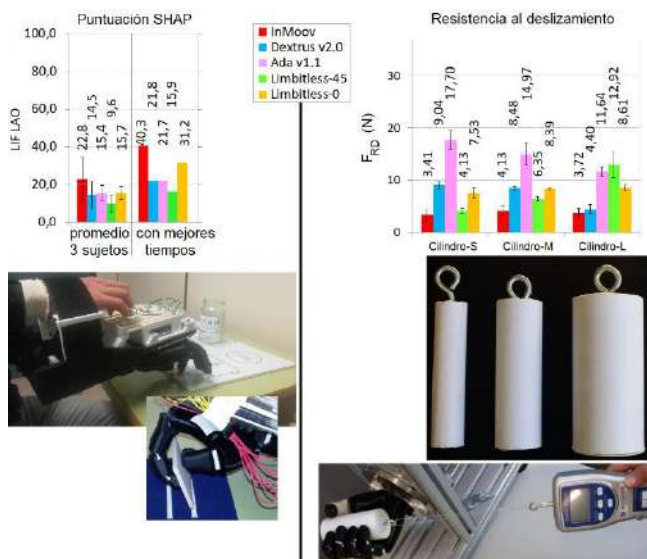 Puntuación SHAP
100,0
80,0
60,0
40,0
20,0
0,0
LIF LAO
22,8
14,5
15,4
9,6
15,7
40,3
21,8
21,7
15,9
31,2
promedio
3 sujetos
con mejores
tiempos
InMoov
Dextrus v2.0
Ada v1.1
Limbitless-45
Limbitless-0
Resistencia al deslizamiento
30
20
10
0
FRD (N)
3,41
9,04
17,70
4,13
7,53
4,13
8,48
14,97
6,35
8,39
3,72
4,40
11,64
12,92
8,61
Cilindro-S
Cilindro-M
Cilindro-L